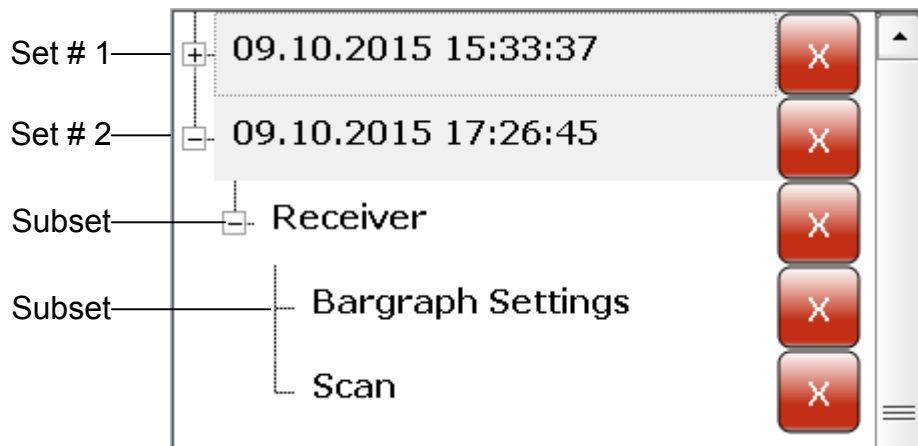 Set # 1 09.10.2015 15:33:37 X
Set # 2 09.10.2015 17:26:45 X
Subset Receiver X
Subset Bargraph Settings X
Scan X